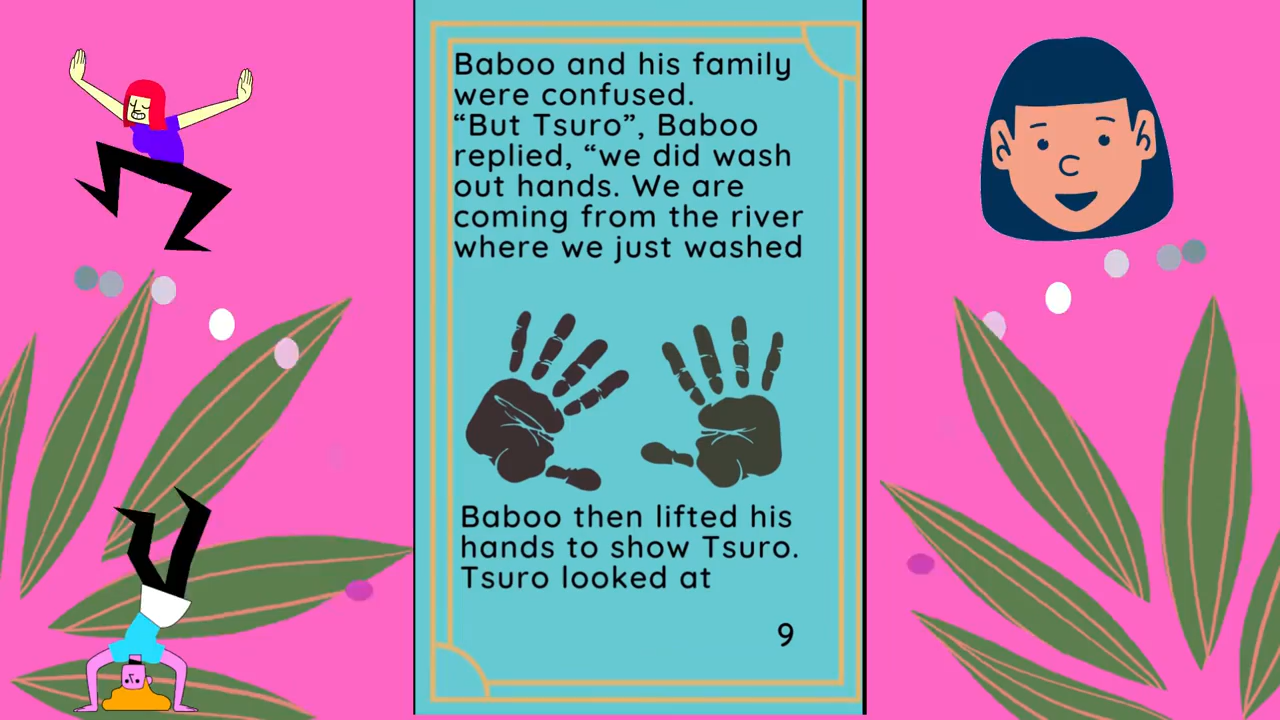 Baboo and his family
were confused.
“But Tsuro”, Baboo
replied, “we did wash
out hands. We are
coming from the river
where we just washed
Baboo then lifted his
hands to show Tsuro.
Tsuro looked at
9